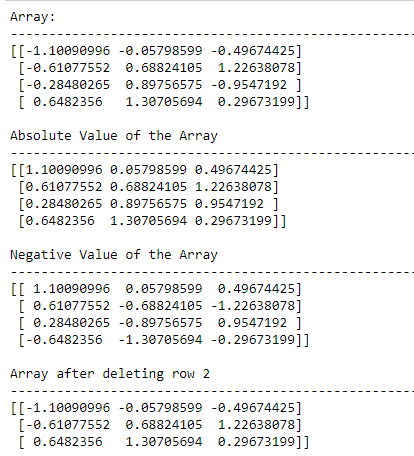 Array:
------------------------------------------------------
[[-1.10090996 -0.05798599 -0.49674425]
 [-0.61077552  0.68824105  1.22638078]
 [-0.28480265  0.89756575 -0.9547192 ]
 [ 0.6482356   1.30705694  0.29673199]]
Absolute Value of the Array
------------------------------------------------------
[[1.10090996 0.05798599 0.49674425]
 [0.61077552 0.68824105 1.22638078]
 [0.28480265 0.89756575 0.9547192 ]
 [0.6482356  1.30705694 0.29673199]]
Negative Value of the Array
------------------------------------------------------
[[ 1.10090996  0.05798599  0.49674425]
 [ 0.61077552 -0.68824105 -1.22638078]
 [ 0.28480265 -0.89756575  0.9547192 ]
 [-0.6482356  -1.30705694 -0.29673199]]
Array after deleting row 2
------------------------------------------------------
[[-1.10090996 -0.05798599 -0.49674425]
 [-0.61077552  0.68824105  1.22638078]
 [ 0.6482356   1.30705694  0.29673199]]